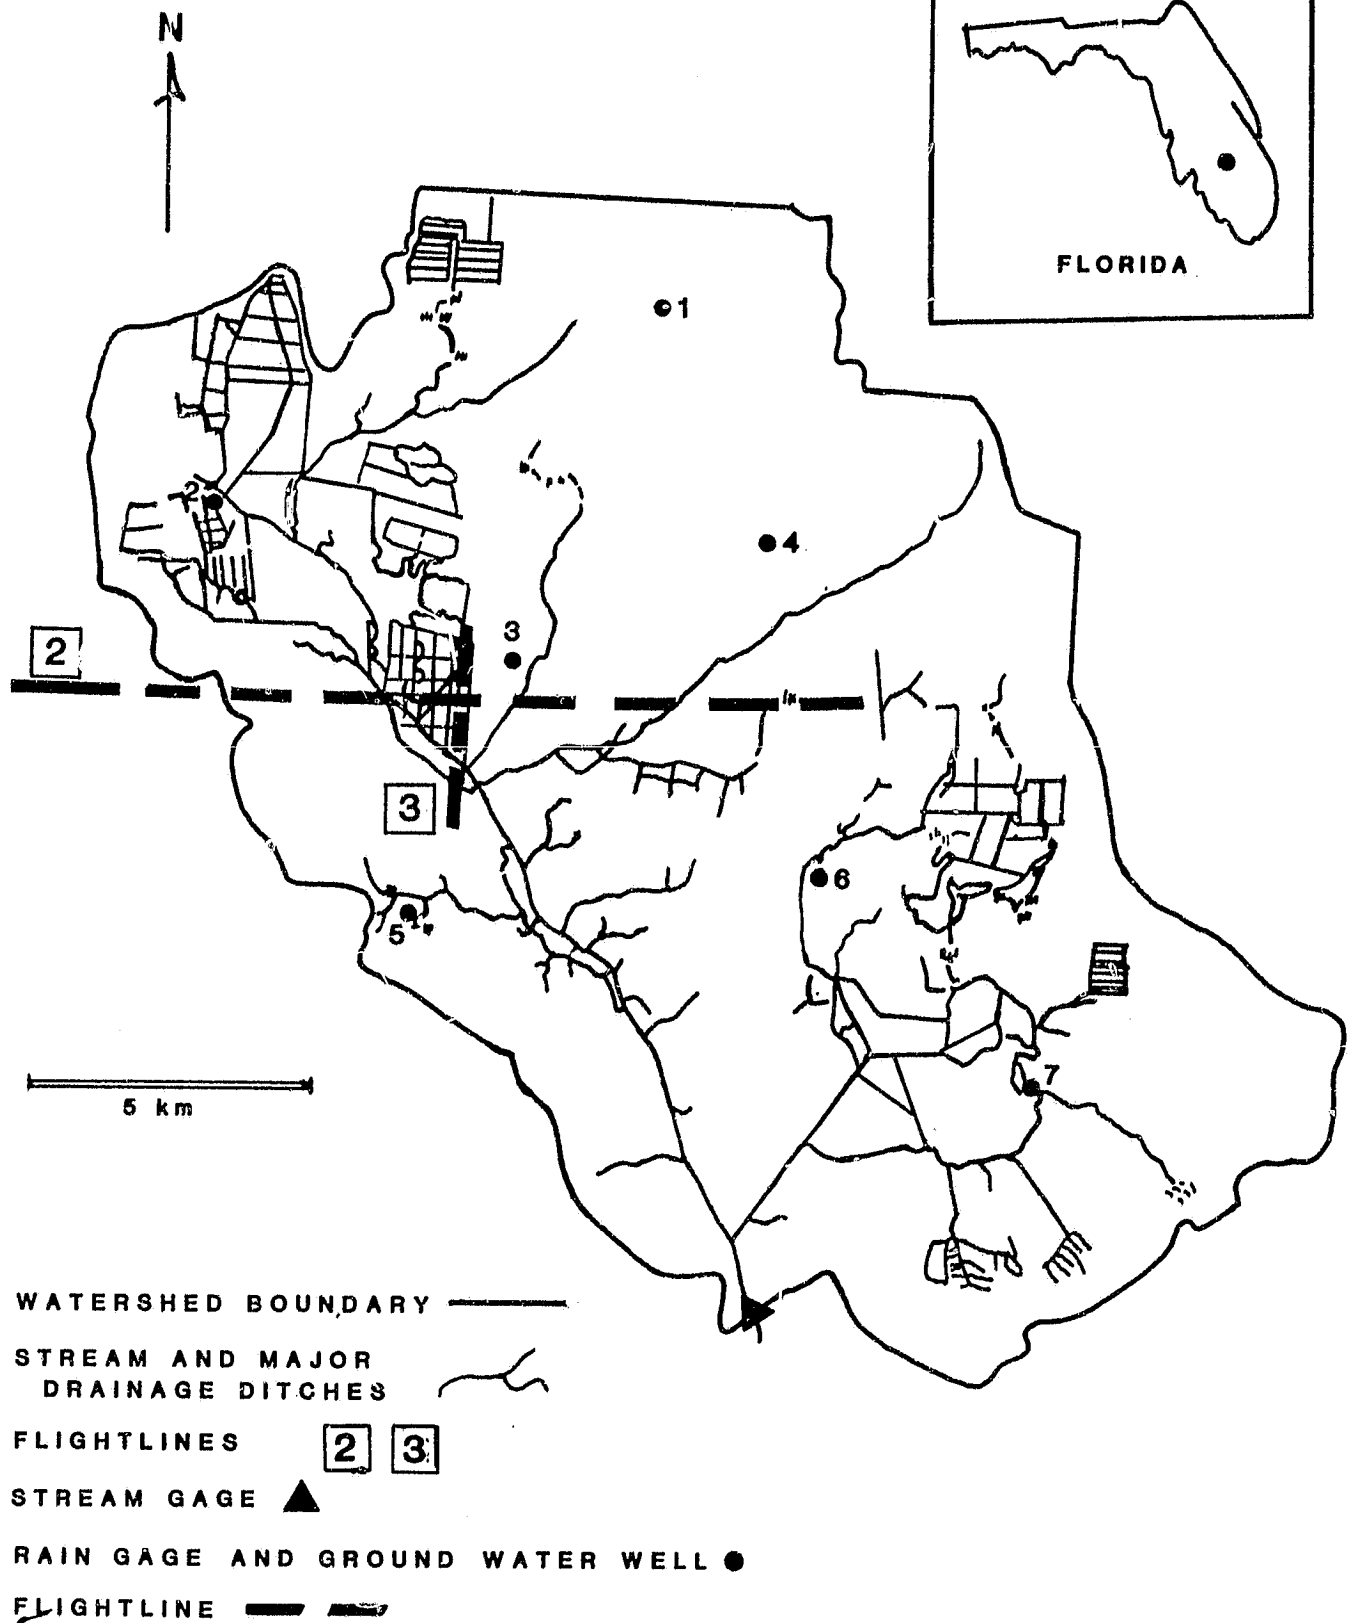 N
FLORIDA
1
2
4
3
2
3
6
5
7
5 km
WATERSHED BOUNDARY
STREAM AND MAJOR
DRAINAGE DITCHES
FLIGHTLINES 2 3
STREAM GAGE
RAIN GAGE AND GROUND WATER WELL
FLIGHTLINE